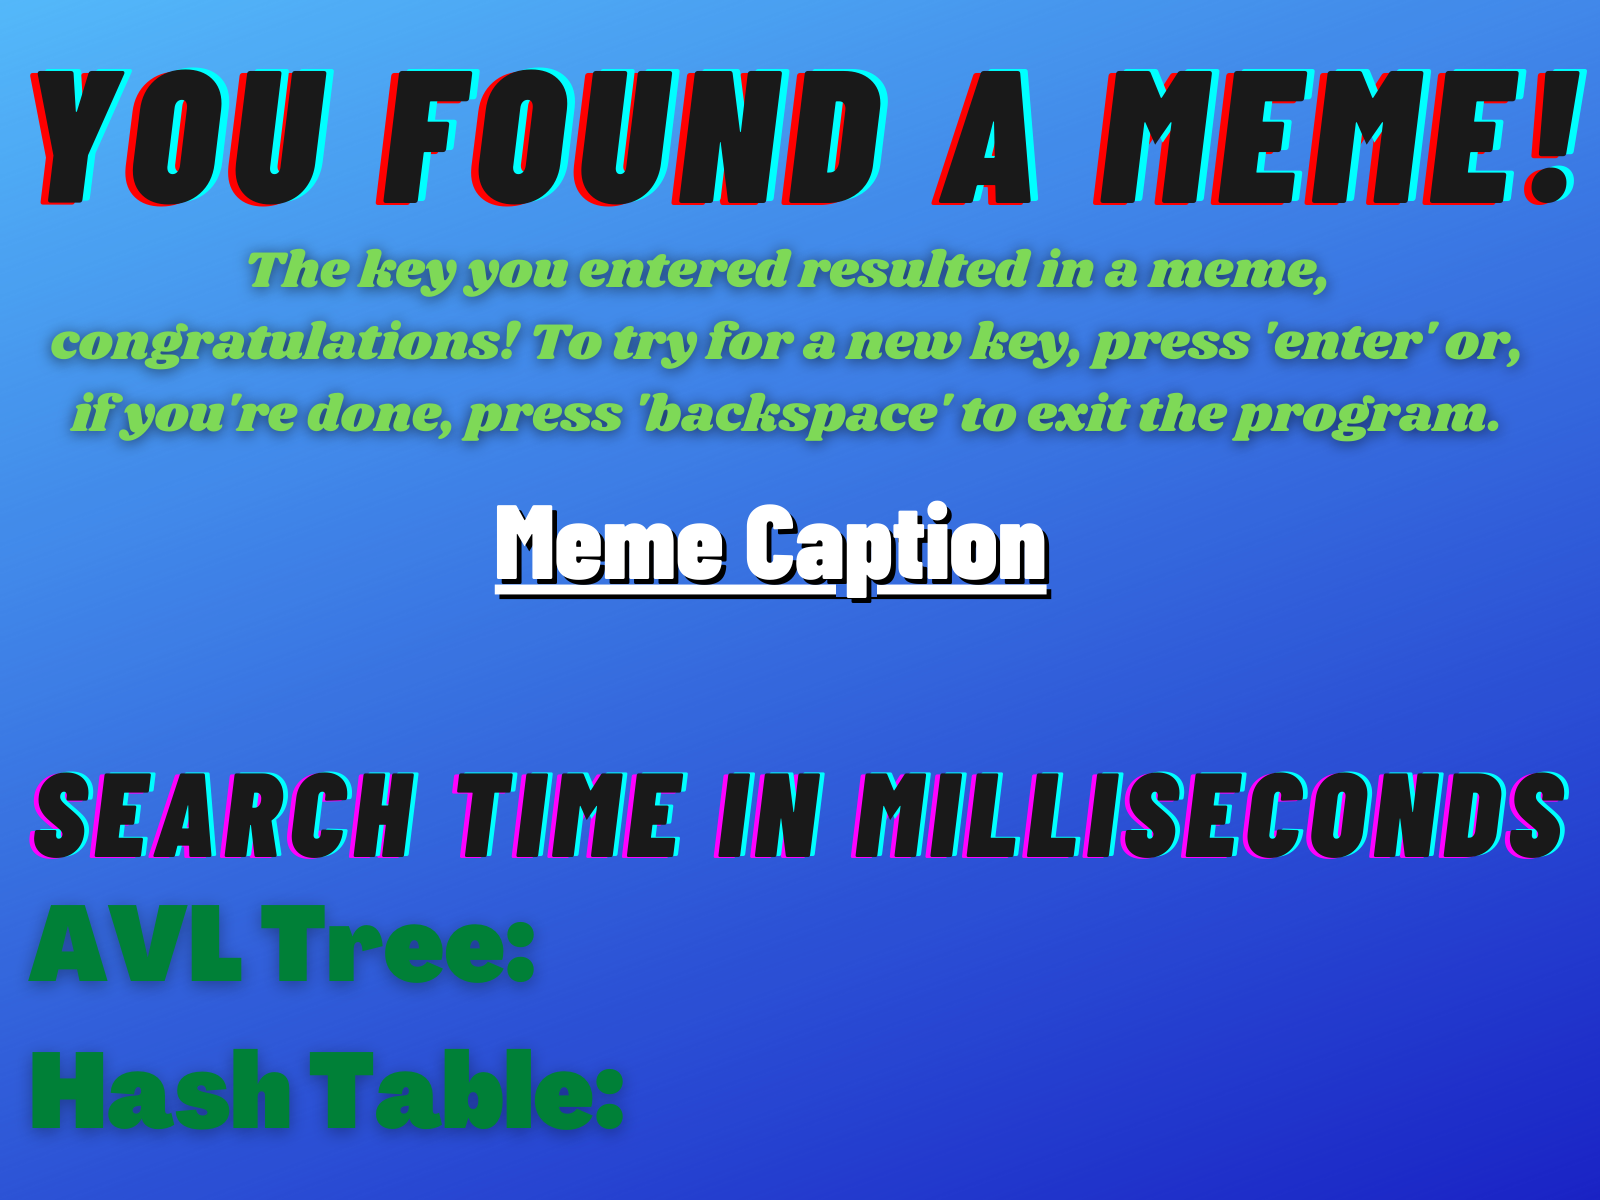 YOU FOUND A MEME!
The key you entered resulted in a meme,
congratulations! To try for a new key, press 'enter' or,
if you're done, press 'backspace' to exit the program.
Meme Caption
SEARCH TIME IN MILLISECONDS
AVL Tree:
Hash Table: